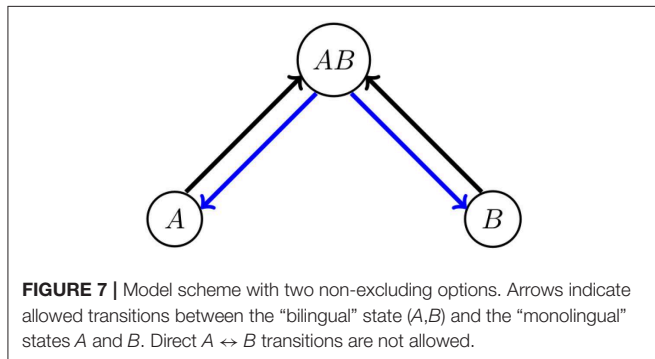 AB
A
B
FIGURE 7 | Model scheme with two non-excluding options. Arrows indicate
allowed transitions between the “bilingual” state (A,B) and the “monolingual”
states A and B. Direct A ↔ B transitions are not allowed.